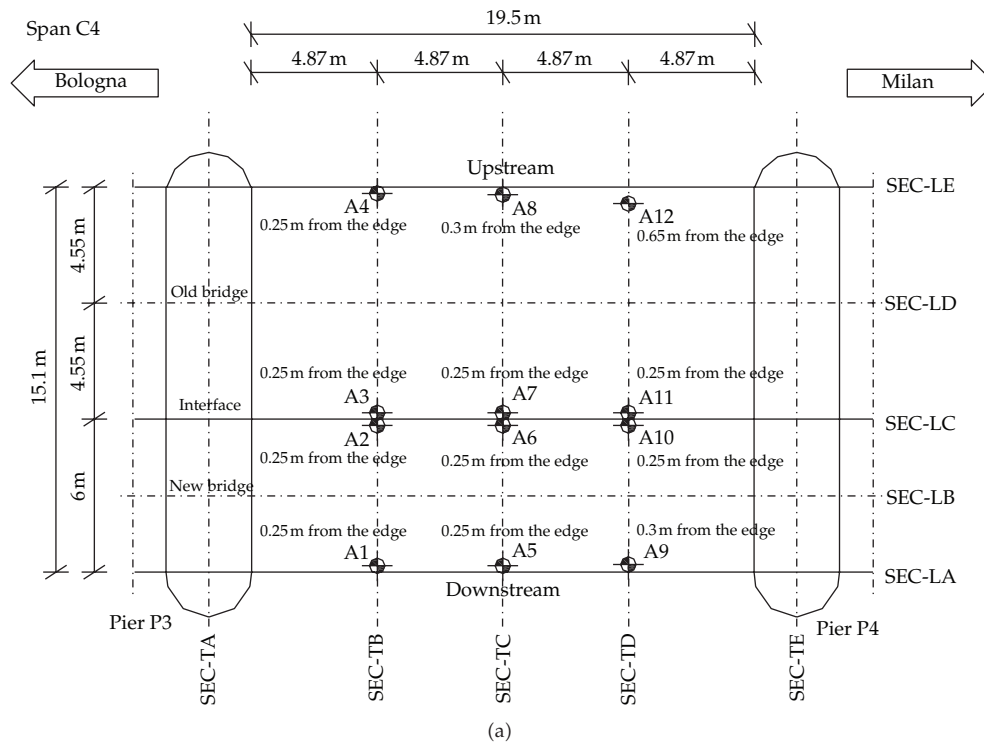 Span C4
19.5 m
4.87 m 4.87 m 4.87 m 4.87 m
Bologna
Milan
Upstream
SEC-LE
A4
A8
A12
0.25 m from the edge
0.3 m from the edge
0.65 m from the edge
4.55 m
Old bridge
SEC-LD
15.1 m
4.55 m
0.25 m from the edge
0.25 m from the edge
0.25 m from the edge
A3
A7
A11
Interface
SEC-LC
A2
A6
A10
0.25 m from the edge
0.25 m from the edge
0.25 m from the edge
6 m
New bridge
SEC-LB
0.25 m from the edge
0.25 m from the edge
0.3 m from the edge
A1
A5
A9
SEC-LA
Downstream
Pier P3
Pier P4
SEC-TA
SEC-TB
SEC-TC
SEC-TD
SEC-TE
(a)